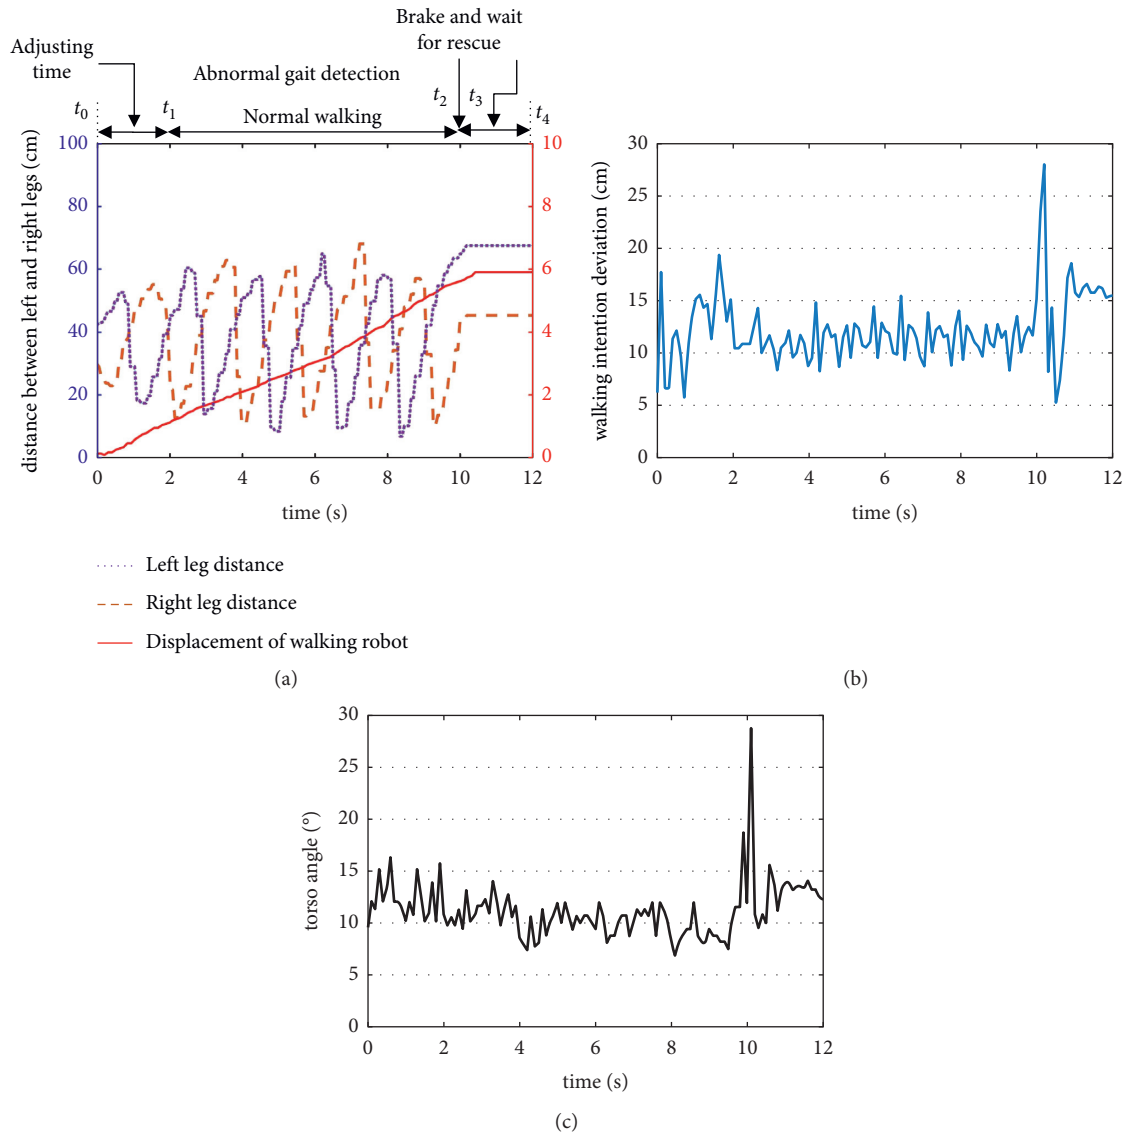 Brake and wait
for rescue
Adjusting
time
Abnormal gait detection
t0
t1
Normal walking
t2
t3
t4
distance between left and right legs (cm)
100
80
60
40
20
0
10
8
6
4
2
0
0 2 4 6 8 10 12
time (s)
Left leg distance
Right leg distance
Displacement of walking robot
(a)
walking intention deviation (cm)
30
25
20
15
10
5
0
0 2 4 6 8 10 12
time (s)
(b)
torso angle (°)
30
25
20
15
10
5
0
0 2 4 6 8 10 12
time (s)
(c)